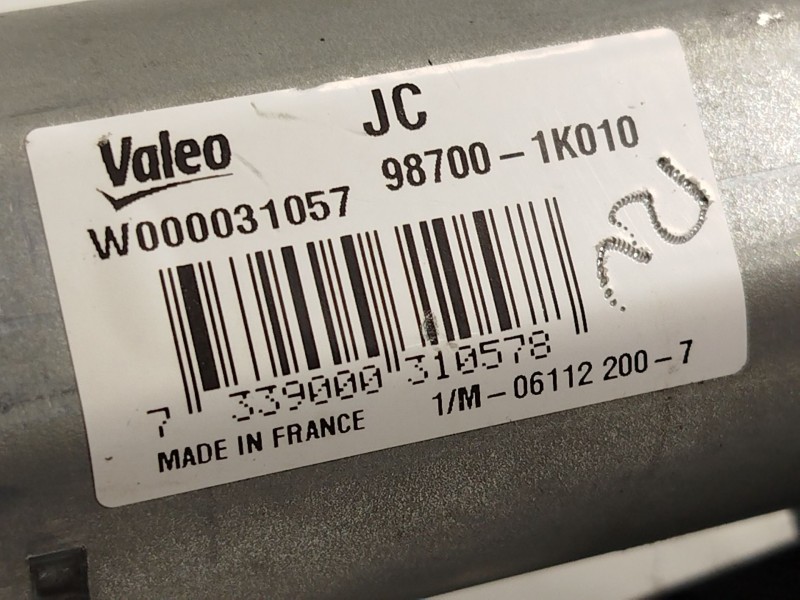 JC
Valeo
98700-1K010
W000031057
7 339000 310578
1/M-06112 200-7
MADE IN FRANCE